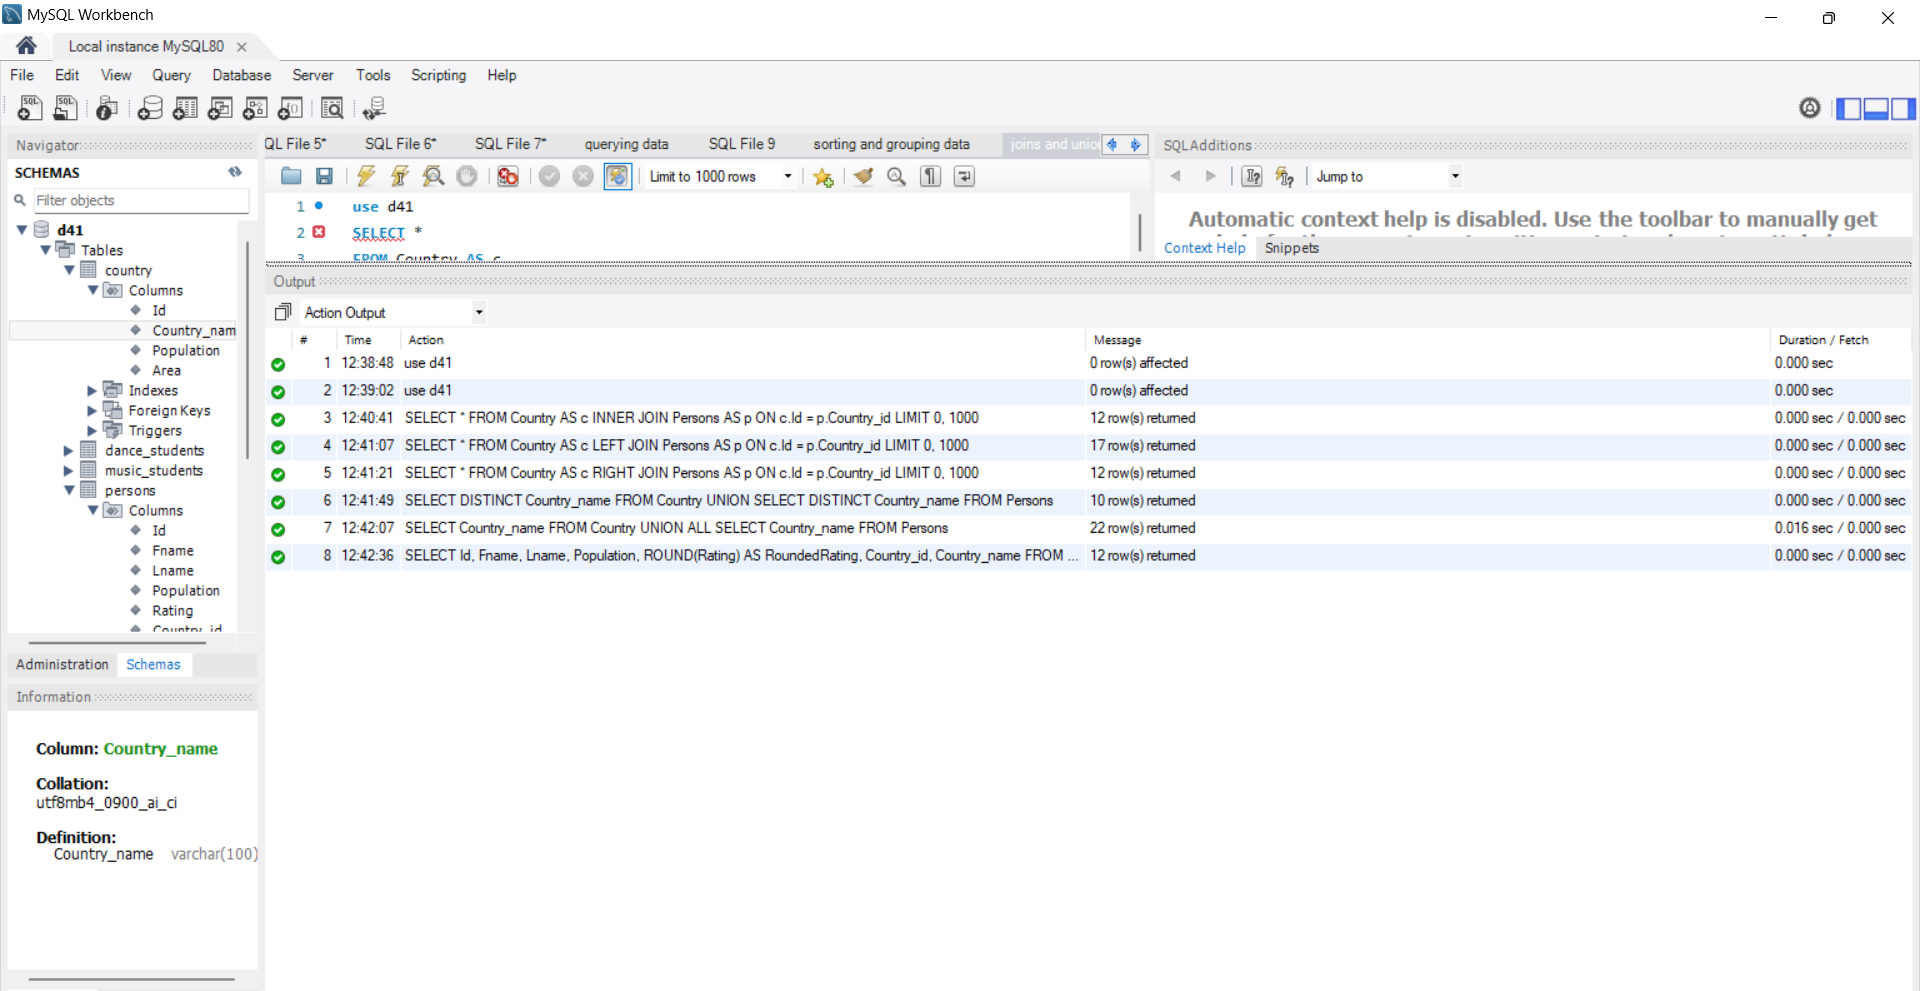 MySQL Workbench
Local instance MySQL80
File Edit View Query Database Server Tools Scripting Help
Navigator
SCHEMAS
Filter objects
d41
Tables
country
Columns
Id
Country_nam
Population
Area
Indexes
Foreign Keys
Triggers
dance_students
music_students
persons
Columns
Id
Fname
Lname
Population
Rating
Country_id
Administration Schemas
Information
Column: Country_name
Collation:
utf8mb4_0900_ai_ci
Definition:
Country_name varchar(100)
QL File 5* SQL File 6* SQL File 7* querying data SQL File 9 sorting and grouping data joins and unio
Limit to 1000 rows
1 use d41
2 SELECT *
3 FROM Country AS c
SQLAdditions
Jump to
Automatic context help is disabled. Use the toolbar to manually get
Context Help Snippets
Output
Action Output
# Time Action Message Duration / Fetch
1 12:38:48 use d41 0 row(s) affected 0.000 sec
2 12:39:02 use d41 0 row(s) affected 0.000 sec
3 12:40:41 SELECT * FROM Country AS c INNER JOIN Persons AS p ON c.Id = p.Country_id LIMIT 0, 1000 12 row(s) returned 0.000 sec / 0.000 sec
4 12:41:07 SELECT * FROM Country AS c LEFT JOIN Persons AS p ON c.Id = p.Country_id LIMIT 0, 1000 17 row(s) returned 0.000 sec / 0.000 sec
5 12:41:21 SELECT * FROM Country AS c RIGHT JOIN Persons AS p ON c.Id = p.Country_id LIMIT 0, 1000 12 row(s) returned 0.000 sec / 0.000 sec
6 12:41:49 SELECT DISTINCT Country_name FROM Country UNION SELECT DISTINCT Country_name FROM Persons 10 row(s) returned 0.000 sec / 0.000 sec
7 12:42:07 SELECT Country_name FROM Country UNION ALL SELECT Country_name FROM Persons 22 row(s) returned 0.016 sec / 0.000 sec
8 12:42:36 SELECT Id, Fname, Lname, Population, ROUND(Rating) AS RoundedRating, Country_id, Country_name FROM ... 12 row(s) returned 0.000 sec / 0.000 sec